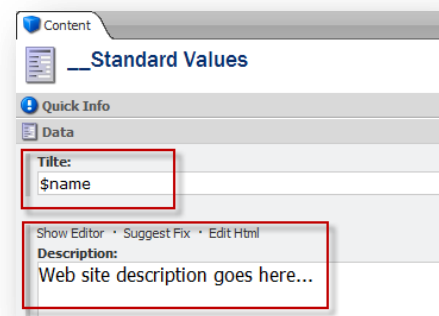 Content
__Standard Values
Quick Info
Data
Tilte:
$name
Show Editor · Suggest Fix · Edit Html
Description:
Web site description goes here...